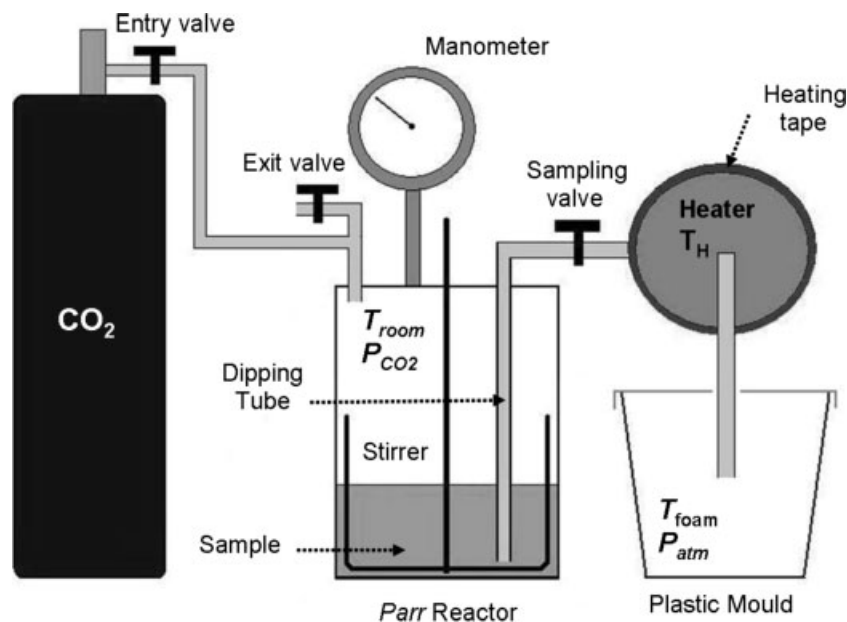 Entry valve
Manometer
Heating
tape
Exit valve
Sampling
valve
Heater
T_H
CO₂
T_room
P_CO2
Dipping
Tube
Stirrer
Sample
T_foam
P_atm
Parr Reactor
Plastic Mould